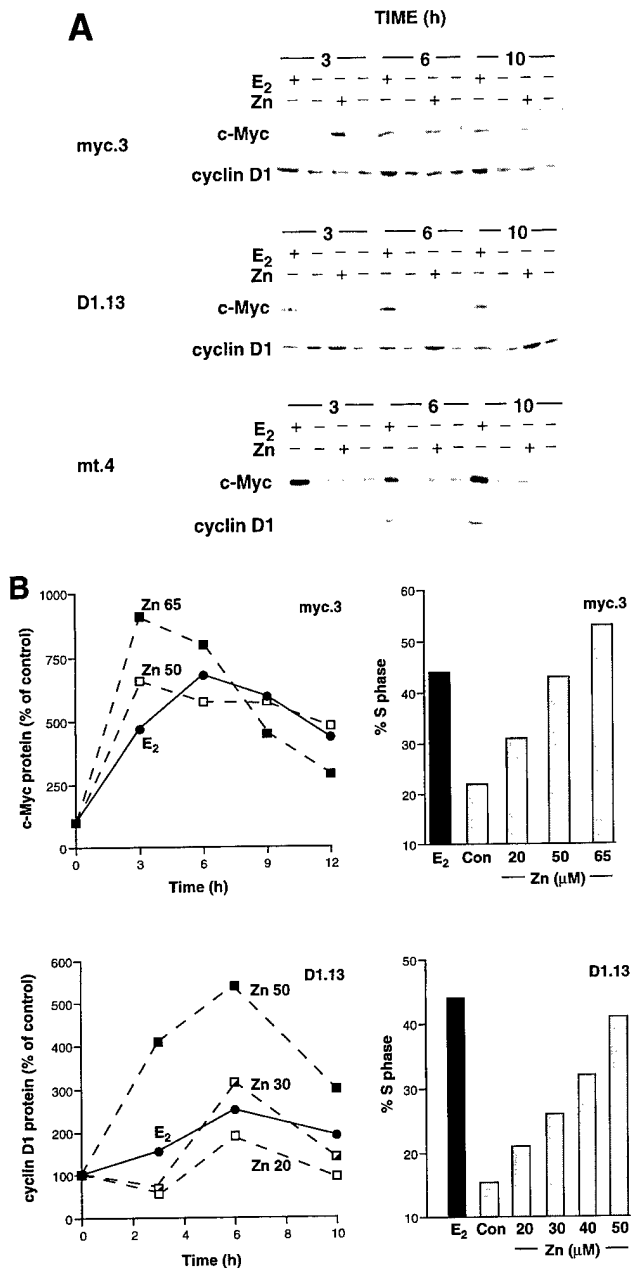 A
TIME (h)
3 6 10
E2 + – – – + – – – + – – –
Zn – – + – – – + – – – + –
myc.3
c-Myc
cyclin D1
3 6 10
E2 + – – – + – – – + – – –
Zn – – + – – – + – – – + –
D1.13
c-Myc
cyclin D1
3 6 10
E2 + – – – + – – – + – – –
Zn – – + – – – + – – – + –
mt.4
c-Myc
cyclin D1
B
myc.3
c-Myc protein (% of control)
1000
750
500
250
0
Zn 65
Zn 50
E2
0 3 6 9 12
Time (h)
myc.3
% S phase
60
50
40
30
20
10
E2 Con 20 50 65
Zn (μM)
D1.13
cyclin D1 protein (% of control)
600
500
400
300
200
100
0
Zn 50
Zn 30
E2
Zn 20
0 2 4 6 8 10
Time (h)
D1.13
% S phase
50
40
30
20
10
E2 Con 20 30 40 50
Zn (μM)